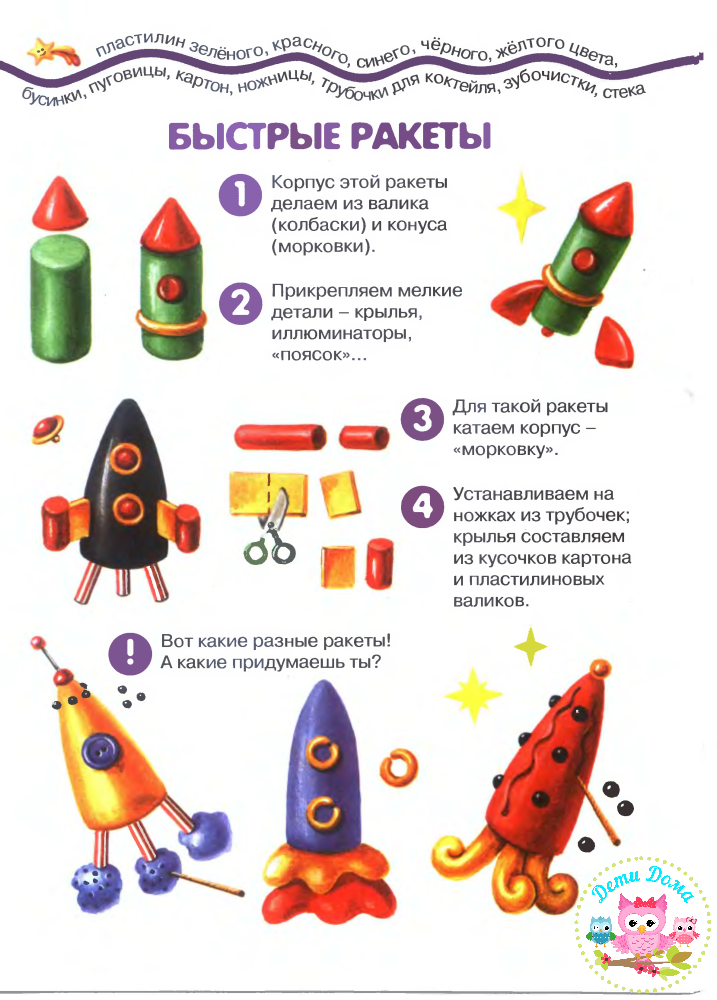 пластилин зелёного, красного, синего, чёрного, жёлтого цвета,
бусинки, пуговицы, картон, ножницы, трубочки для коктейля, зубочистки, стека
БЫСТРЫЕ РАКЕТЫ
1 Корпус этой ракеты
делаем из валика
(колбаски) и конуса
(морковки).
2 Прикрепляем мелкие
детали – крылья,
иллюминаторы,
«поясок»...
3 Для такой ракеты
катаем корпус –
«морковку».
4 Устанавливаем на
ножках из трубочек;
крылья составляем
из кусочков картона
и пластилиновых
валиков.
! Вот какие разные ракеты!
А какие придумаешь ты?
Дети Дома